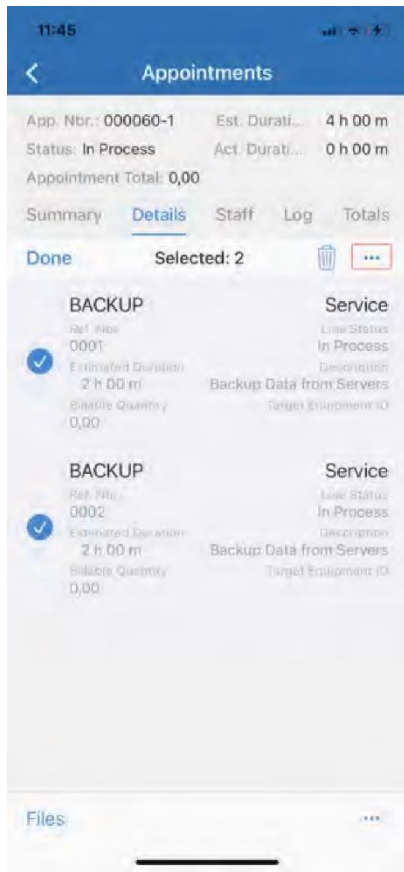 11:45
Appointments
App. Nbr.: 000060-1 Est. Durati... 4 h 00 m
Status: In Process Act. Durati... 0 h 00 m
Appointment Total: 0,00
Summary Details Staff Log Totals
Done Selected: 2 ...
BACKUP Service
Ref. Nbr. Line Status
0001 In Process
Estimated Duration Description
2 h 00 m Backup Data from Servers
Billable Quantity Target Equipment ID
0,00
BACKUP Service
Ref. Nbr. Line Status
0002 In Process
Estimated Duration Description
2 h 00 m Backup Data from Servers
Billable Quantity Target Equipment ID
0,00
Files ...